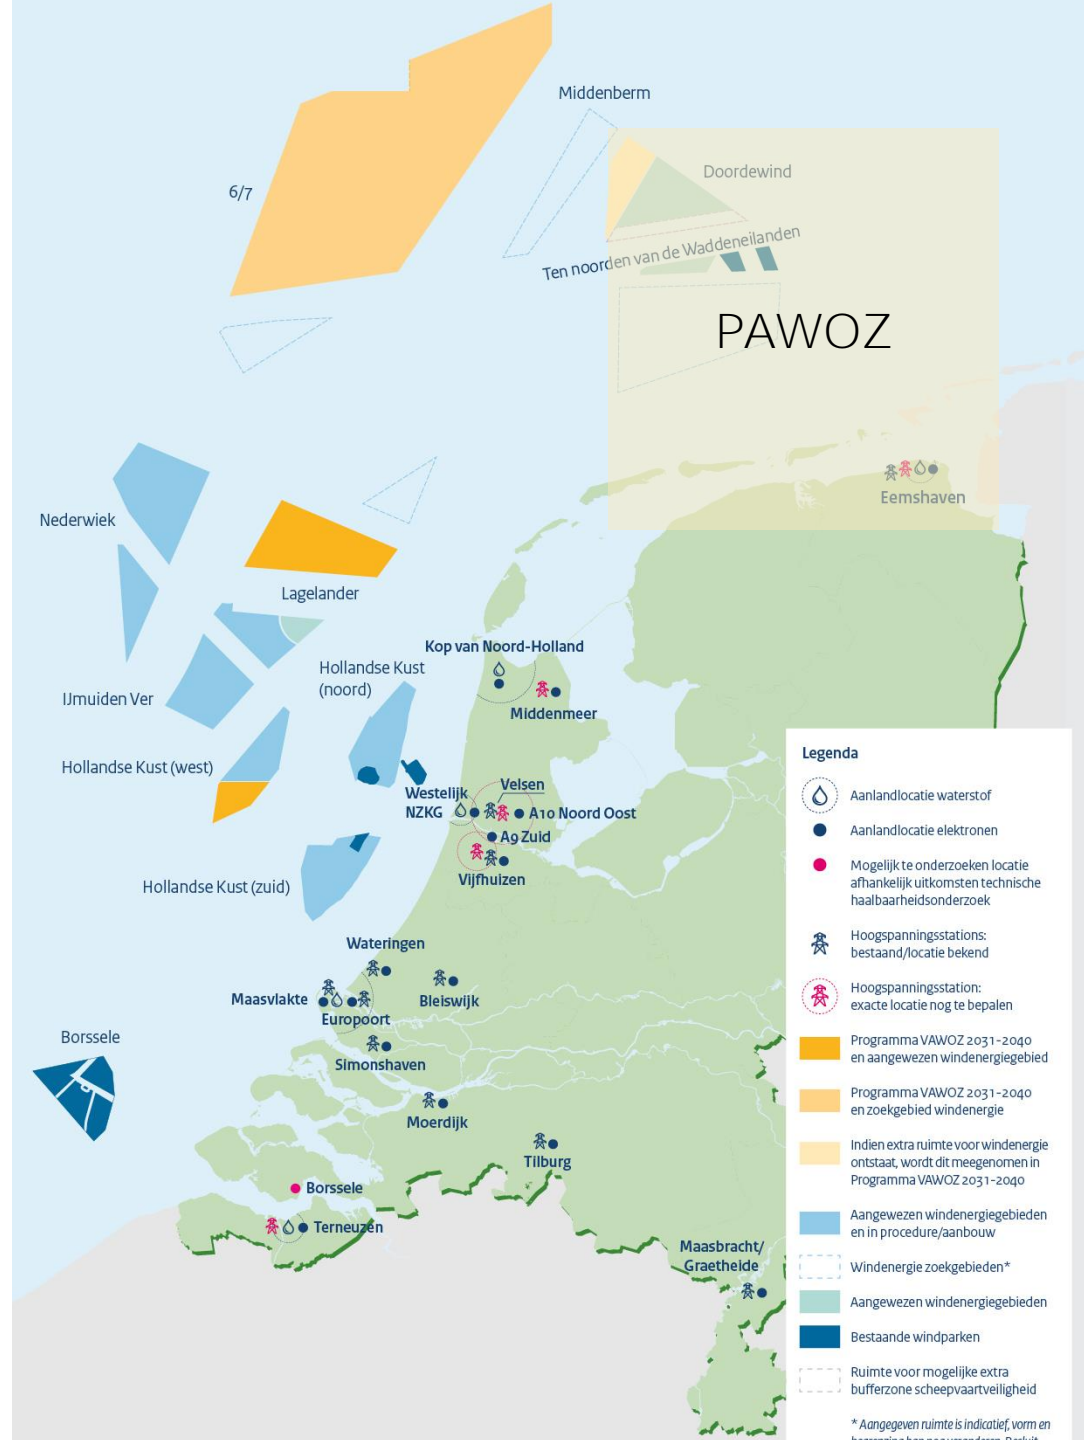 Middenberm
Doordewind
6/7
Ten noorden van de Waddeneilanden
PAWOZ
Eemshaven
Nederwiek
Lagelander
Kop van Noord-Holland
Hollandse Kust
(noord)
IJmuiden Ver
Middenmeer
Hollandse Kust (west)
Velsen
Westelijk
NZKG
A10 Noord Oost
A9 Zuid
Vijfhuizen
Hollandse Kust (zuid)
Wateringen
Maasvlakte
Bleiswijk
Europoort
Borssele
Simonshaven
Moerdijk
Tilburg
Borssele
Terneuzen
Maasbracht/
Graetheide
Legenda
Aanlandlocatie waterstof
Aanlandlocatie elektronen
Mogelijk te onderzoeken locatie
afhankelijk uitkomsten technische
haalbaarheidsonderzoek
Hoogspanningsstations:
bestaand/locatie bekend
Hoogspanningsstation:
exacte locatie nog te bepalen
Programma VAWOZ 2031-2040
en aangewezen windenergiegebied
Programma VAWOZ 2031-2040
en zoekgebied windenergie
Indien extra ruimte voor windenergie
ontstaat, wordt dit meegenomen in
Programma VAWOZ 2031-2040
Aangewezen windenergiegebieden
en in procedure/aanbouw
Windenergie zoekgebieden*
Aangewezen windenergiegebieden
Bestaande windparken
Ruimte voor mogelijke extra
bufferzone scheepvaartveiligheid
* Aangegeven ruimte is indicatief, vorm en